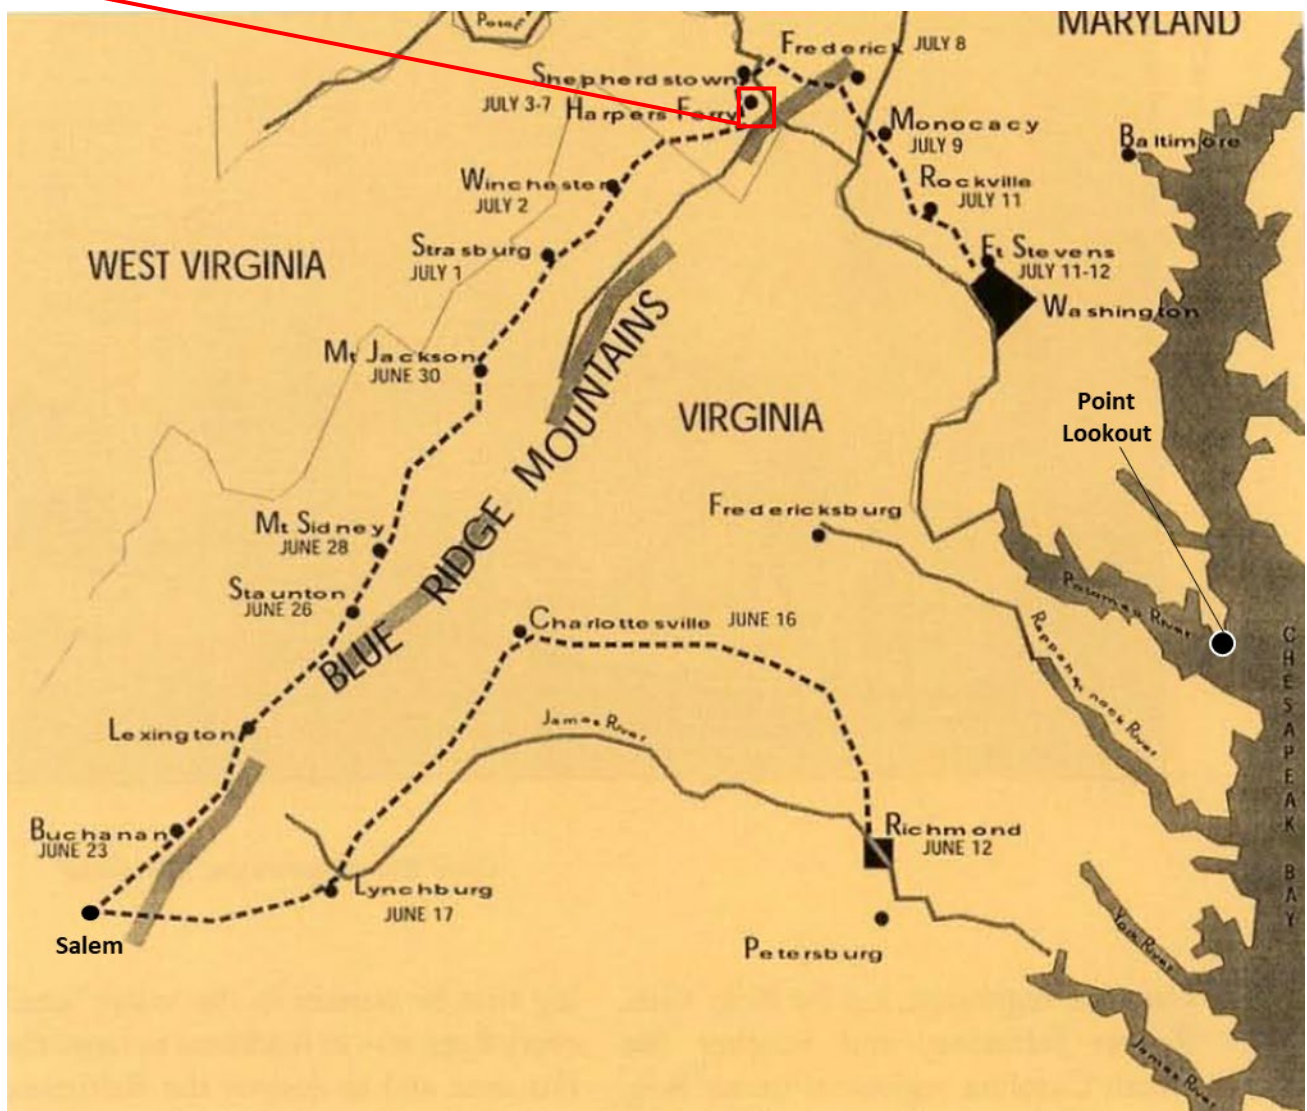 MARYLAND
Frederick JULY 8
Shepherdstown
JULY 3-7 Harpers Ferry
Monocacy
JULY 9
Baltimore
Winchester
JULY 2
Rockville
JULY 11
Strasburg
JULY 1
WEST VIRGINIA
Ft Stevens
JULY 11-12
Washington
Mt Jackson
JUNE 30
BLUE RIDGE MOUNTAINS
VIRGINIA
Point
Lookout
Fredericksburg
Mt Sidney
JUNE 28
Staunton
JUNE 26
Potomac River
Charlottesville JUNE 16
Rappahannock River
CHESAPEAK BAY
Lexington
James River
Buchanan
JUNE 23
Richmond
JUNE 12
Lynchburg
JUNE 17
Salem
Petersburg
York River
James River